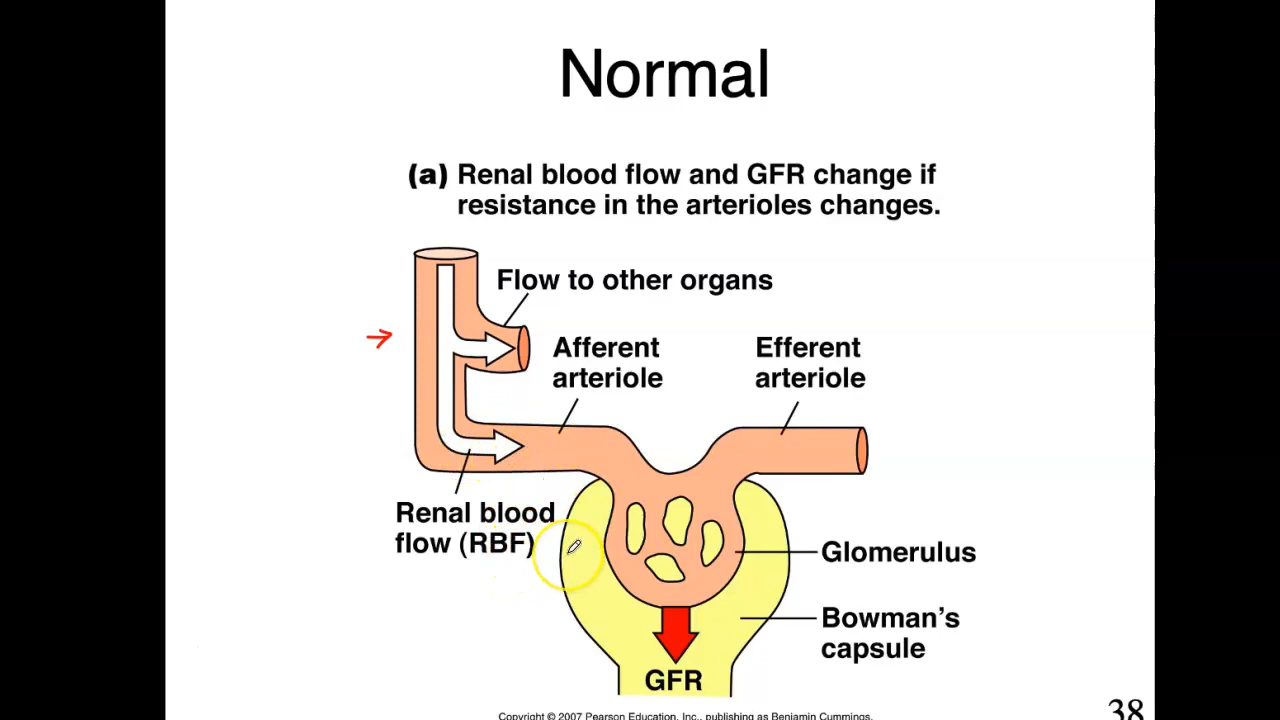 Normal
(a) Renal blood flow and GFR change if
resistance in the arterioles changes.
Flow to other organs
Afferent
arteriole
Efferent
arteriole
Renal blood
flow (RBF)
Glomerulus
Bowman's
capsule
GFR
Copyright © 2007 Pearson Education, Inc., publishing as Benjamin Cummings.
38